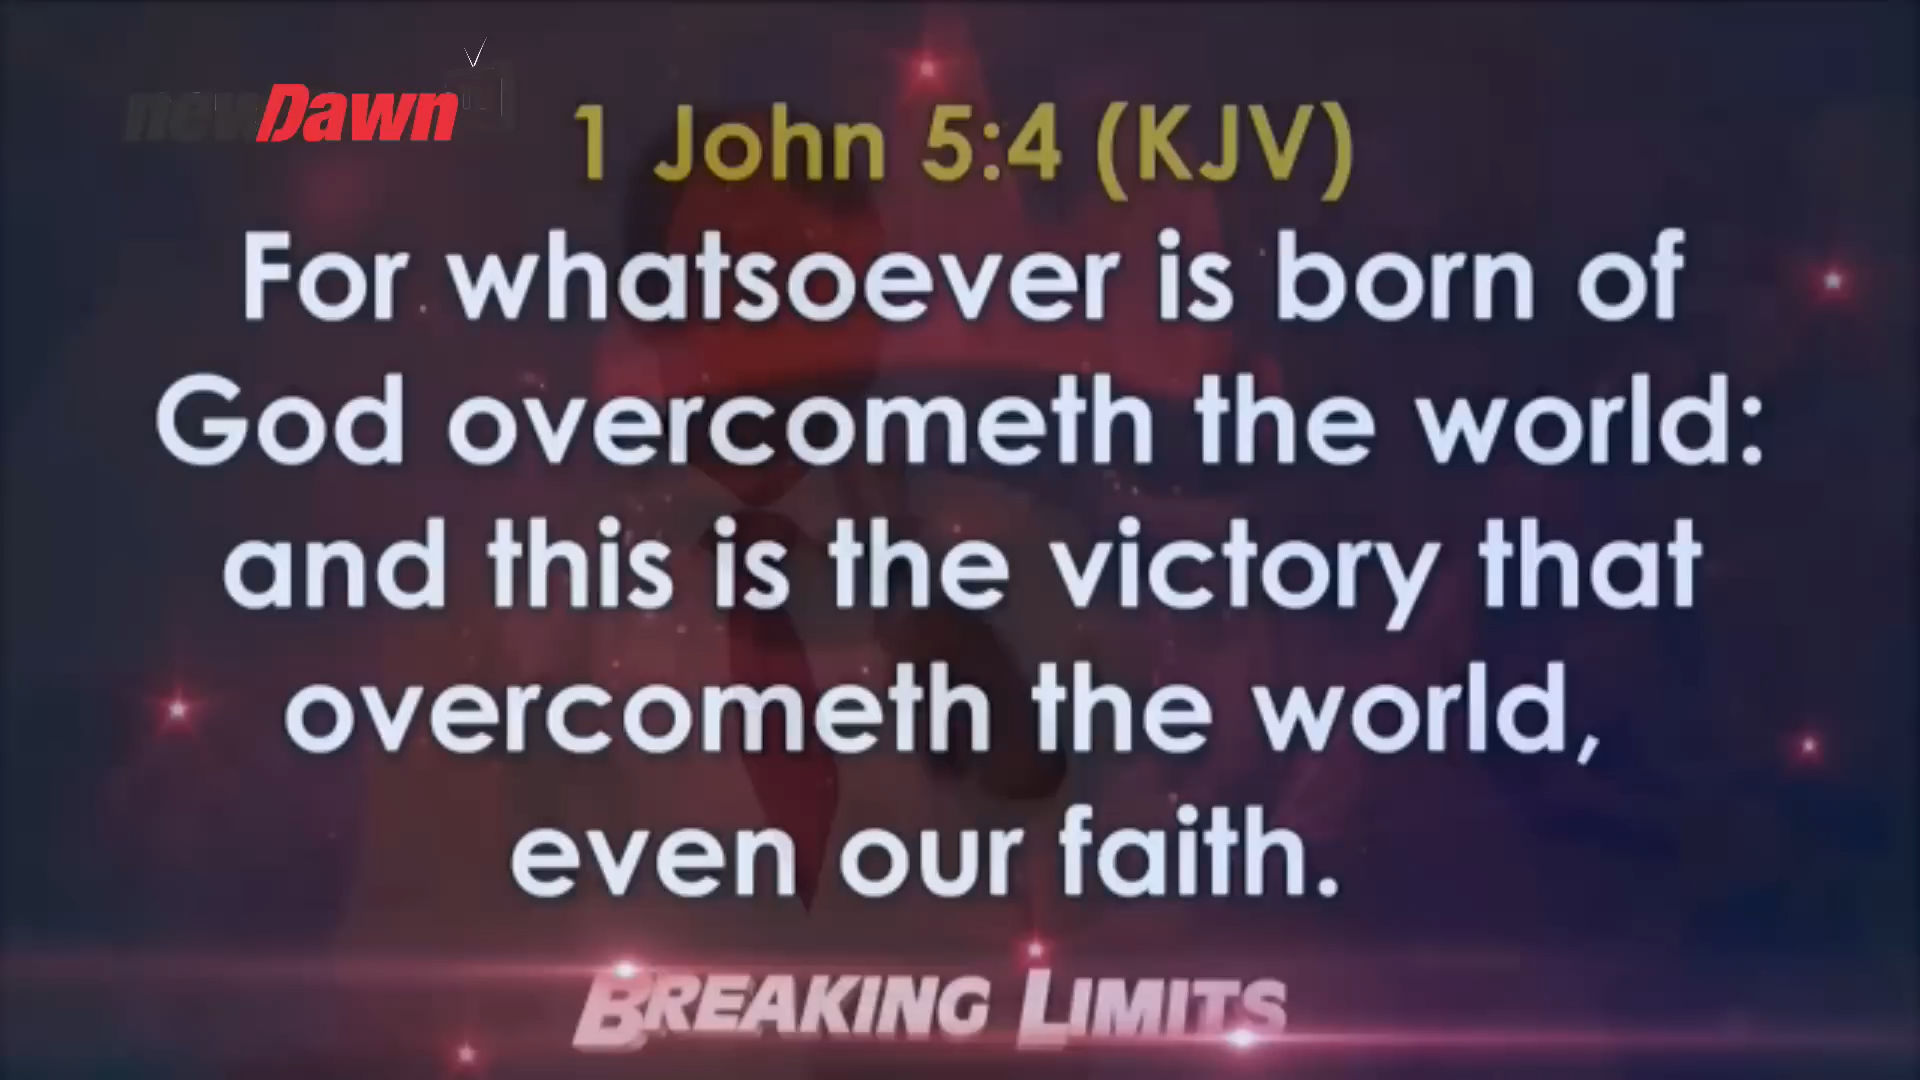 newDawn
1 John 5:4 (KJV)
For whatsoever is born of
God overcometh the world:
and this is the victory that
overcometh the world,
even our faith.
BREAKING LIMITS